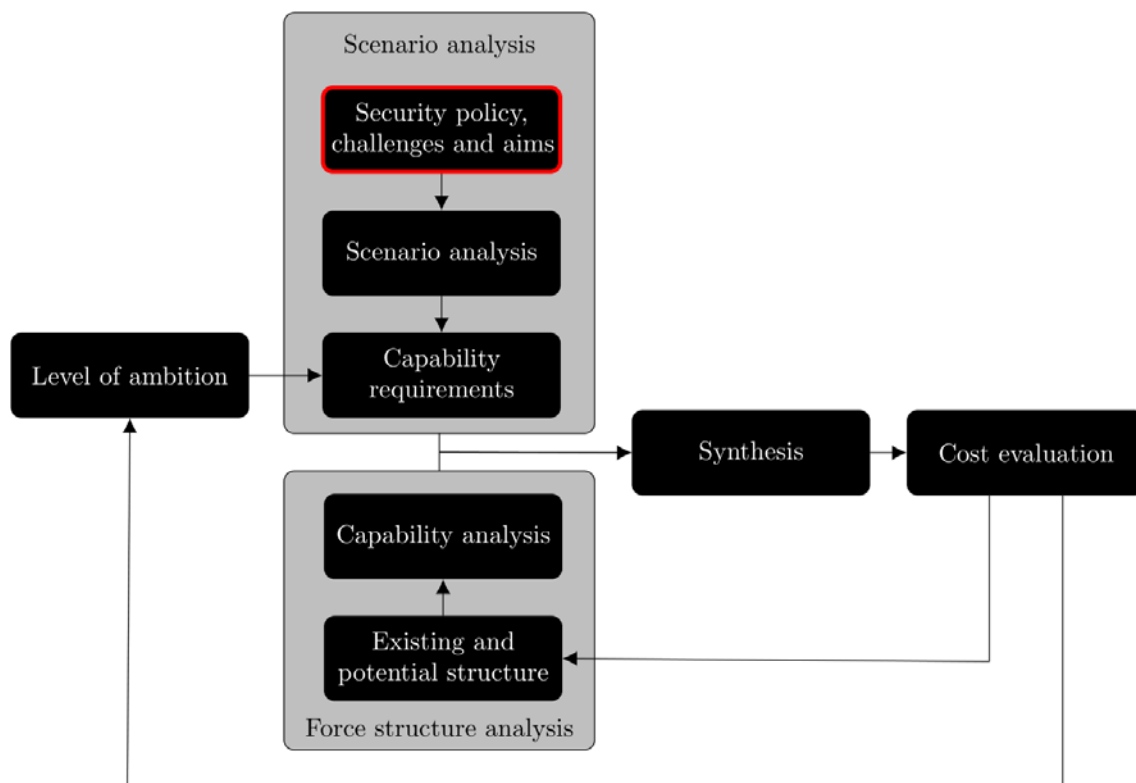 Scenario analysis
Security policy,
challenges and aims
Scenario analysis
Level of ambition
Capability
requirements
Synthesis
Cost evaluation
Capability analysis
Existing and
potential structure
Force structure analysis